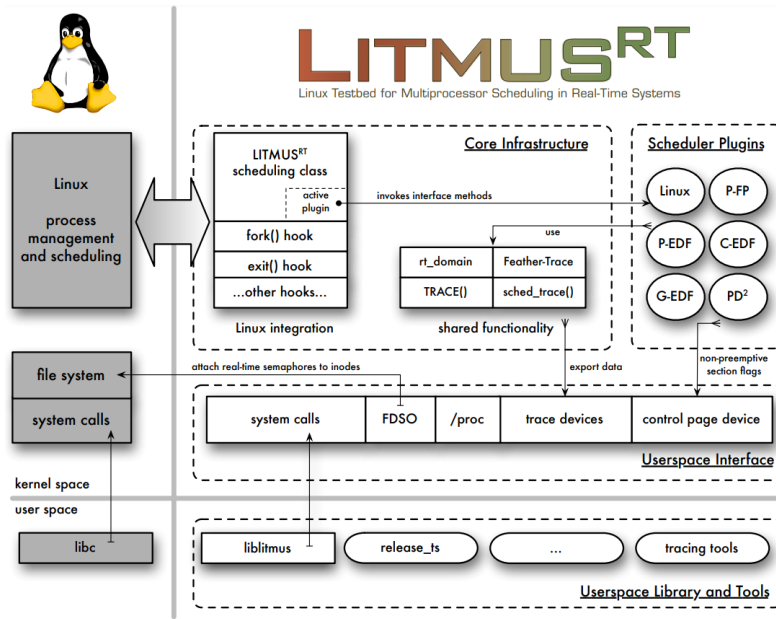 LITMUS^RT
Linux Testbed for Multiprocessor Scheduling in Real-Time Systems
Linux
process
management
and scheduling
LITMUS^RT
scheduling class
active
plugin
fork() hook
exit() hook
...other hooks...
Linux integration
Core Infrastructure
invokes interface methods
use
rt_domain
Feather-Trace
TRACE()
sched_trace()
shared functionality
Scheduler Plugins
Linux
P-FP
P-EDF
C-EDF
G-EDF
PD²
file system
system calls
attach real-time semaphores to inodes
export data
non-preemptive
section flags
system calls
FDSO
/proc
trace devices
control page device
Userspace Interface
kernel space
user space
libc
liblitmus
release_ts
...
tracing tools
Userspace Library and Tools